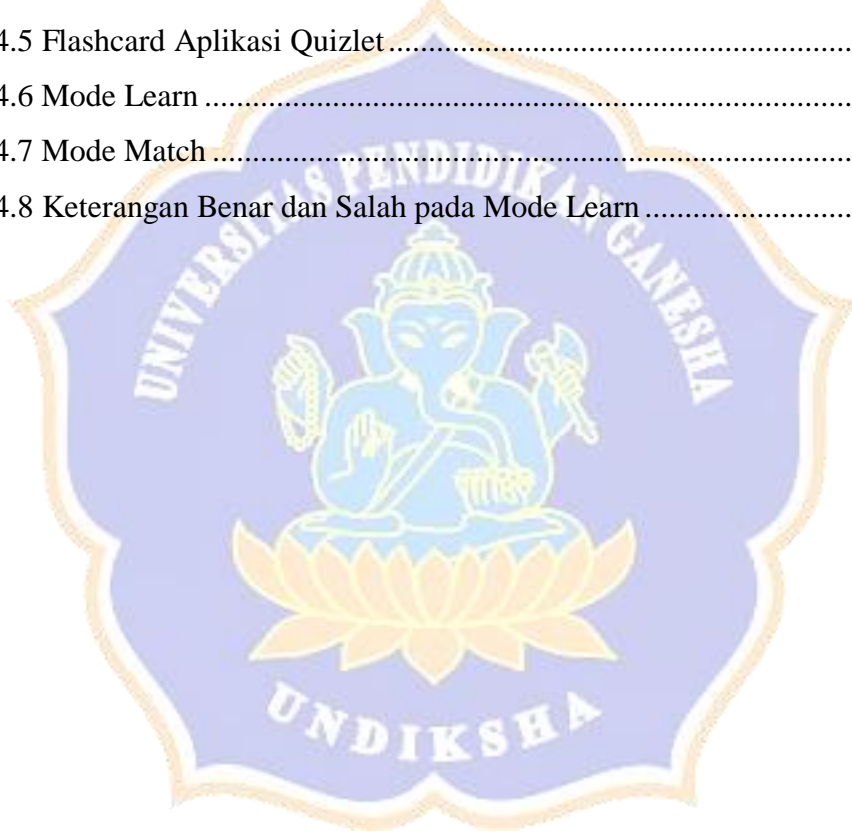 4.5 Flashcard Aplikasi Quizlet.......................................................
4.6 Mode Learn ..............................................................................
4.7 Mode Match .............................................................................
4.8 Keterangan Benar dan Salah pada Mode Learn .........................
UNIVERSITAS PENDIDIKAN GANESHA
UNDIKSHA